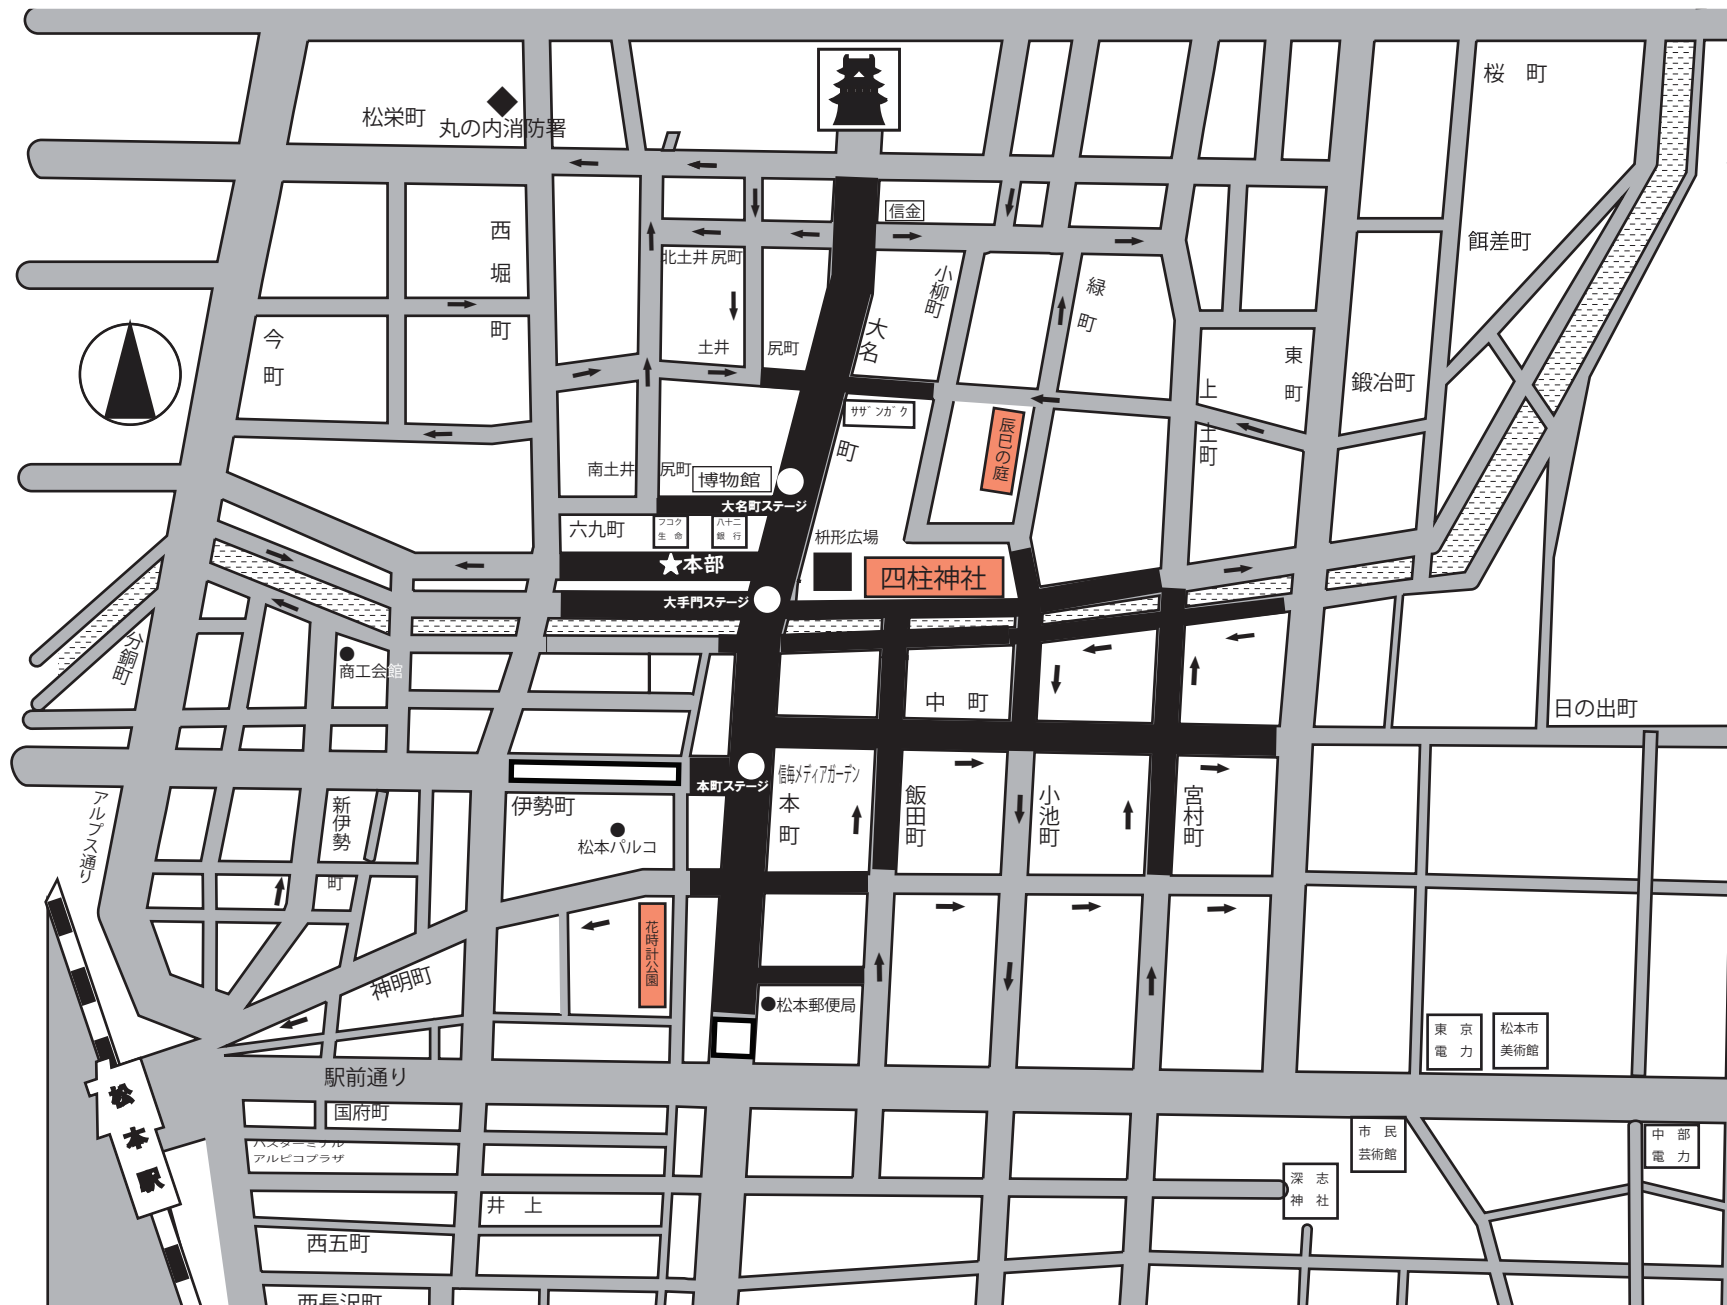 桜 町
松栄町
丸の内消防署
信金
西堀町
餌差町
北土井尻町
小柳町
緑町
大名町
今町
土井尻町
東町
上土町
鍛冶町
ササﾞンカﾞク
辰巳の庭
南土井尻町
博物館
大名町ステージ
六九町
フコク
生 命
八十二
銀 行
枡形広場
本部
四柱神社
大手門ステージ
分銅町
商工会館
中 町
日の出町
信毎メディアガーデン
本町ステージ
アルプス通り
新伊勢町
伊勢町
本町
飯田町
小池町
宮村町
松本パルコ
花時計公園
神明町
松本郵便局
東 京
電 力
松本市
美術館
駅前通り
松本駅
国府町
バスターミナル
アルピコプラザ
市 民
芸術館
中 部
電 力
深 志
神 社
井 上
西五町
西長沢町